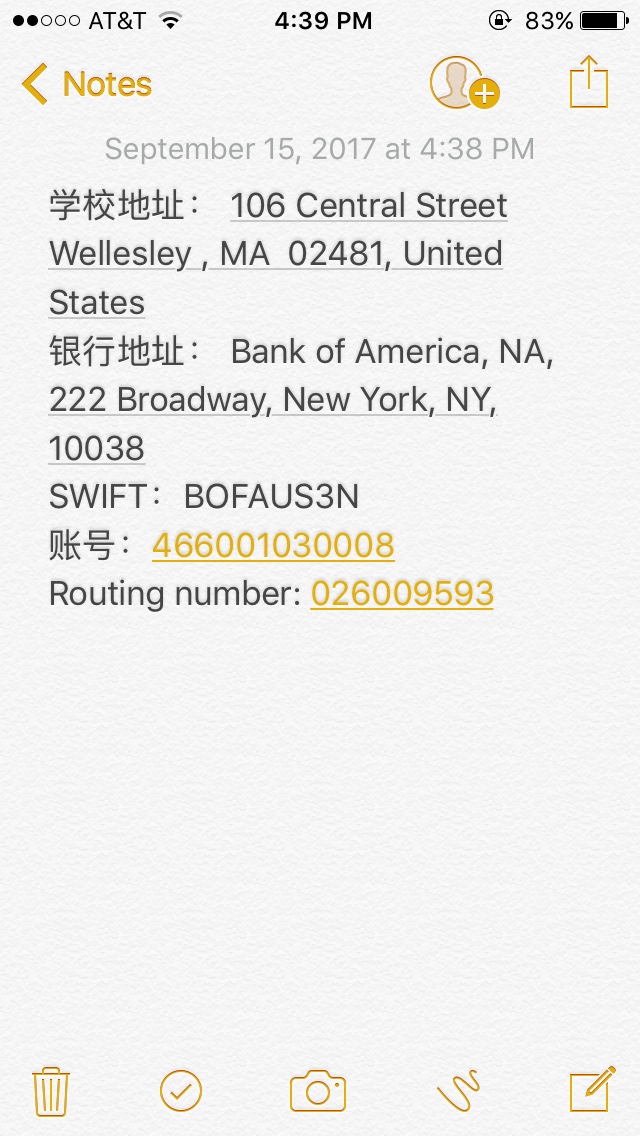 AT&T 4:39 PM 83%
Notes
September 15, 2017 at 4:38 PM
学校地址： 106 Central Street
Wellesley , MA  02481, United
States
银行地址： Bank of America, NA,
222 Broadway, New York, NY,
10038
SWIFT：BOFAUS3N
账号：466001030008
Routing number: 026009593